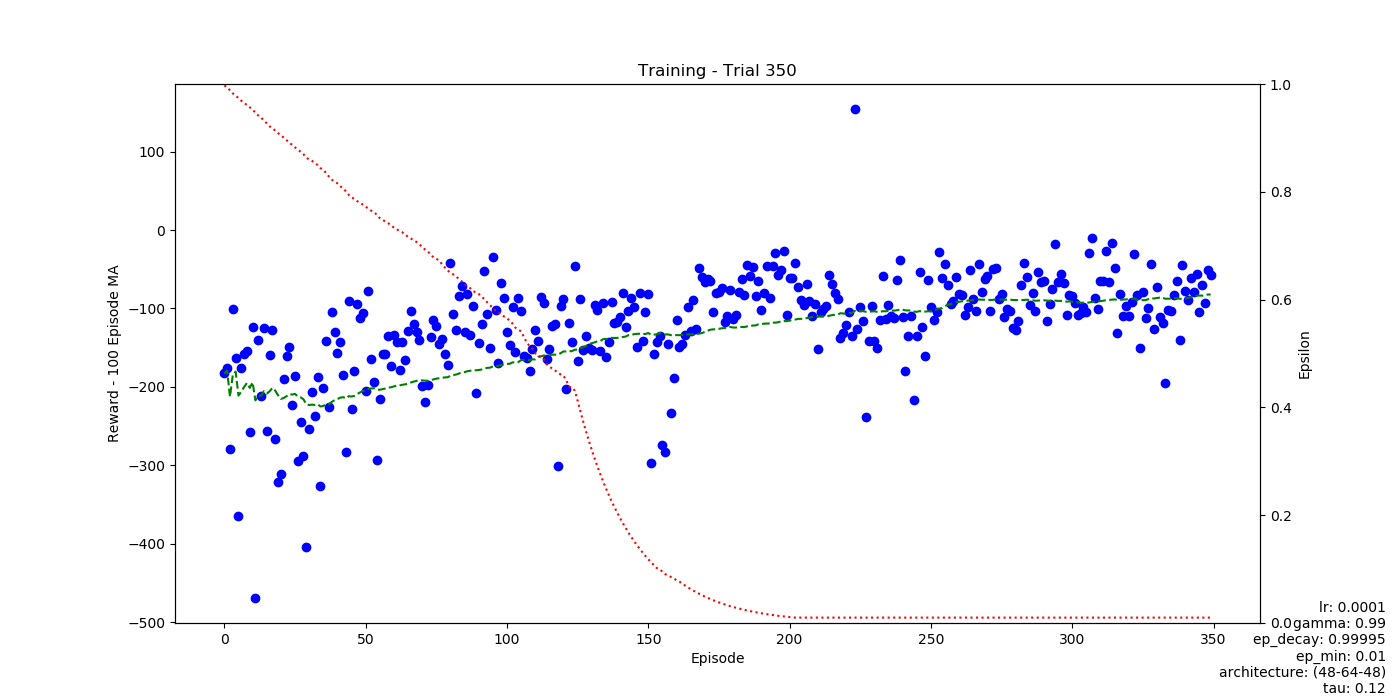 Training - Trial 350
Reward - 100 Episode MA
100
0
−100
−200
−300
−400
−500
0
50
100
150
200
250
300
350
Episode
1.0
0.8
0.6
0.4
0.2
0.0
Epsilon
lr: 0.0001
gamma: 0.99
ep_decay: 0.99995
ep_min: 0.01
architecture: (48-64-48)
tau: 0.12